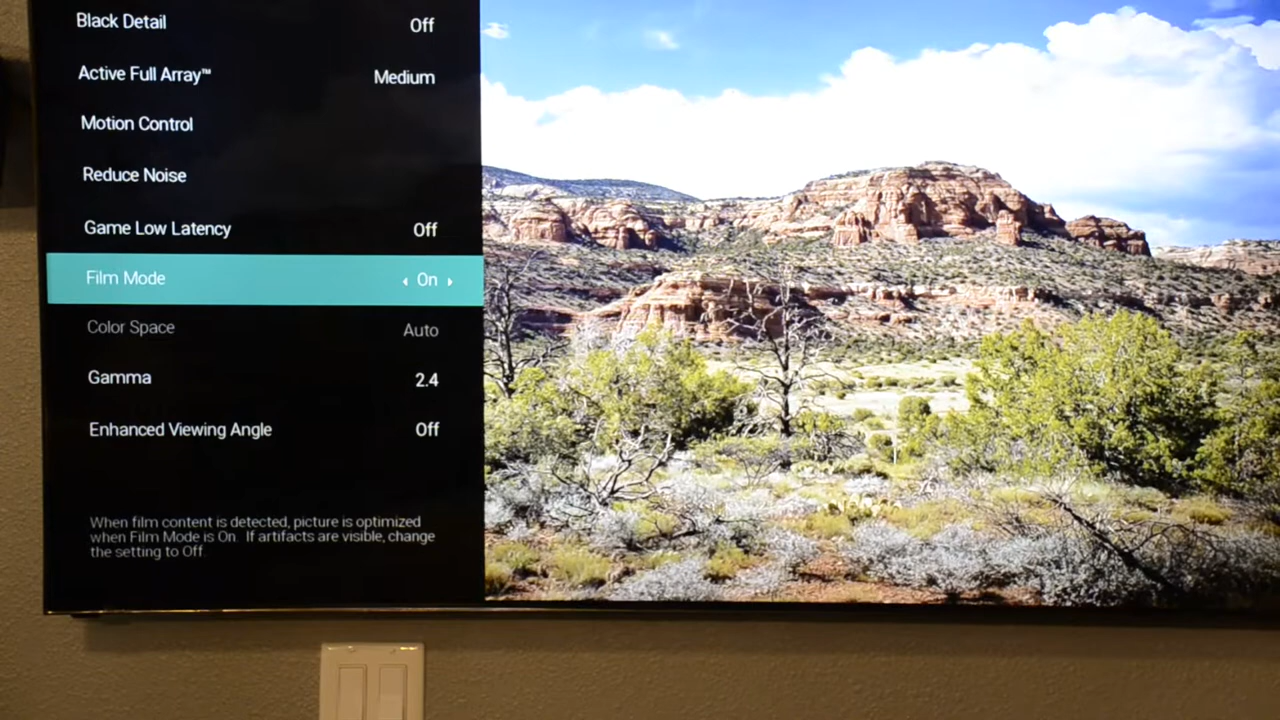 Black Detail Off
Active Full Array™ Medium
Motion Control
Reduce Noise
Game Low Latency Off
Film Mode On
Color Space Auto
Gamma 2.4
Enhanced Viewing Angle Off
When film content is detected, picture is optimized
when Film Mode is On. If artifacts are visible, change
the setting to Off.